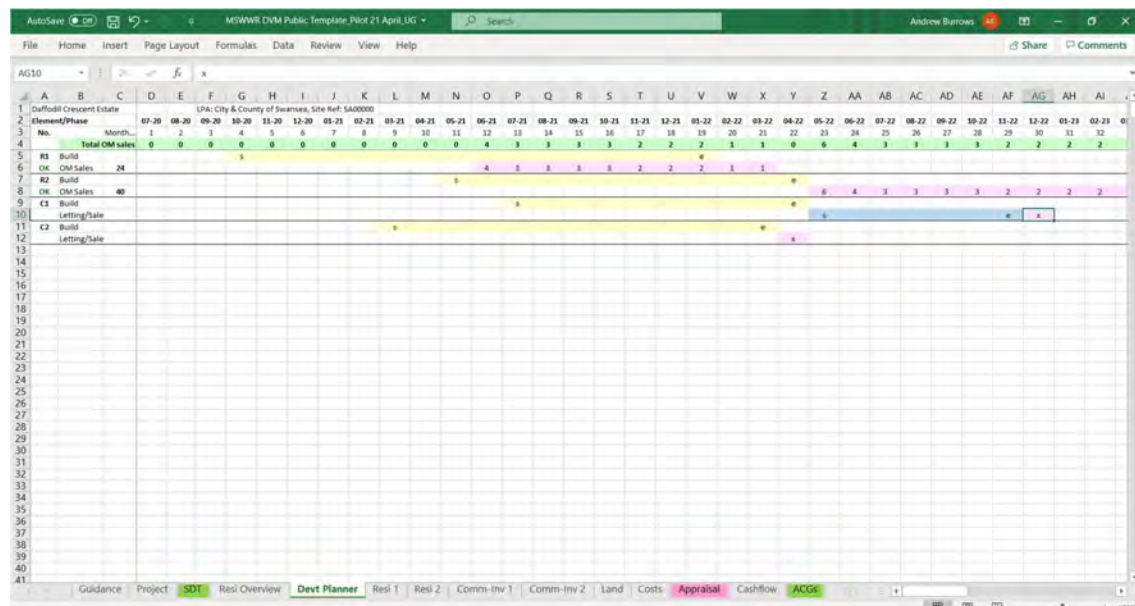 AutoSave Off MSWWR DVM Public Template_Pilot 21 April_UG Search Andrew Burrows
File Home Insert Page Layout Formulas Data Review View Help Share Comments
AG10 fx x
A B C D E F G H I J K L M N O P Q R S T U V W X Y Z AA AB AC AD AE AF AG AH AI
1 Daffodil Crescent Estate LPA: City & County of Swansea, Site Ref: SA00000
2 Element/Phase 07-20 08-20 09-20 10-20 11-20 12-20 01-21 02-21 03-21 04-21 05-21 06-21 07-21 08-21 09-21 10-21 11-21 12-21 01-22 02-22 03-22 04-22 05-22 06-22 07-22 08-22 09-22 10-22 11-22 12-22 01-23 02-23
3 No. Month... 1 2 3 4 5 6 7 8 9 10 11 12 13 14 15 16 17 18 19 20 21 22 23 24 25 26 27 28 29 30 31 32
4 Total OM sales 0 0 0 0 0 0 0 0 0 0 0 4 3 3 3 3 2 2 2 1 1 0 6 4 3 3 3 3 2 2 2 2
5 R1 Build s e
6 OK OM Sales 24 4 3 3 3 3 2 2 2 1 1
7 R2 Build s e
8 OK OM Sales 40 6 4 3 3 3 3 2 2 2 2
9 C1 Build s e
10 Letting/Sale s e x
11 C2 Build s e
12 Letting/Sale x
13
14
15
16
17
18
19
20
21
22
23
24
25
26
27
28
29
30
31
32
33
34
35
36
37
38
39
40
41
Guidance Project SDT Resi Overview Devt Planner Resi 1 Resi 2 Comm-Inv 1 Comm-Inv 2 Land Costs Appraisal Cashflow ACGs